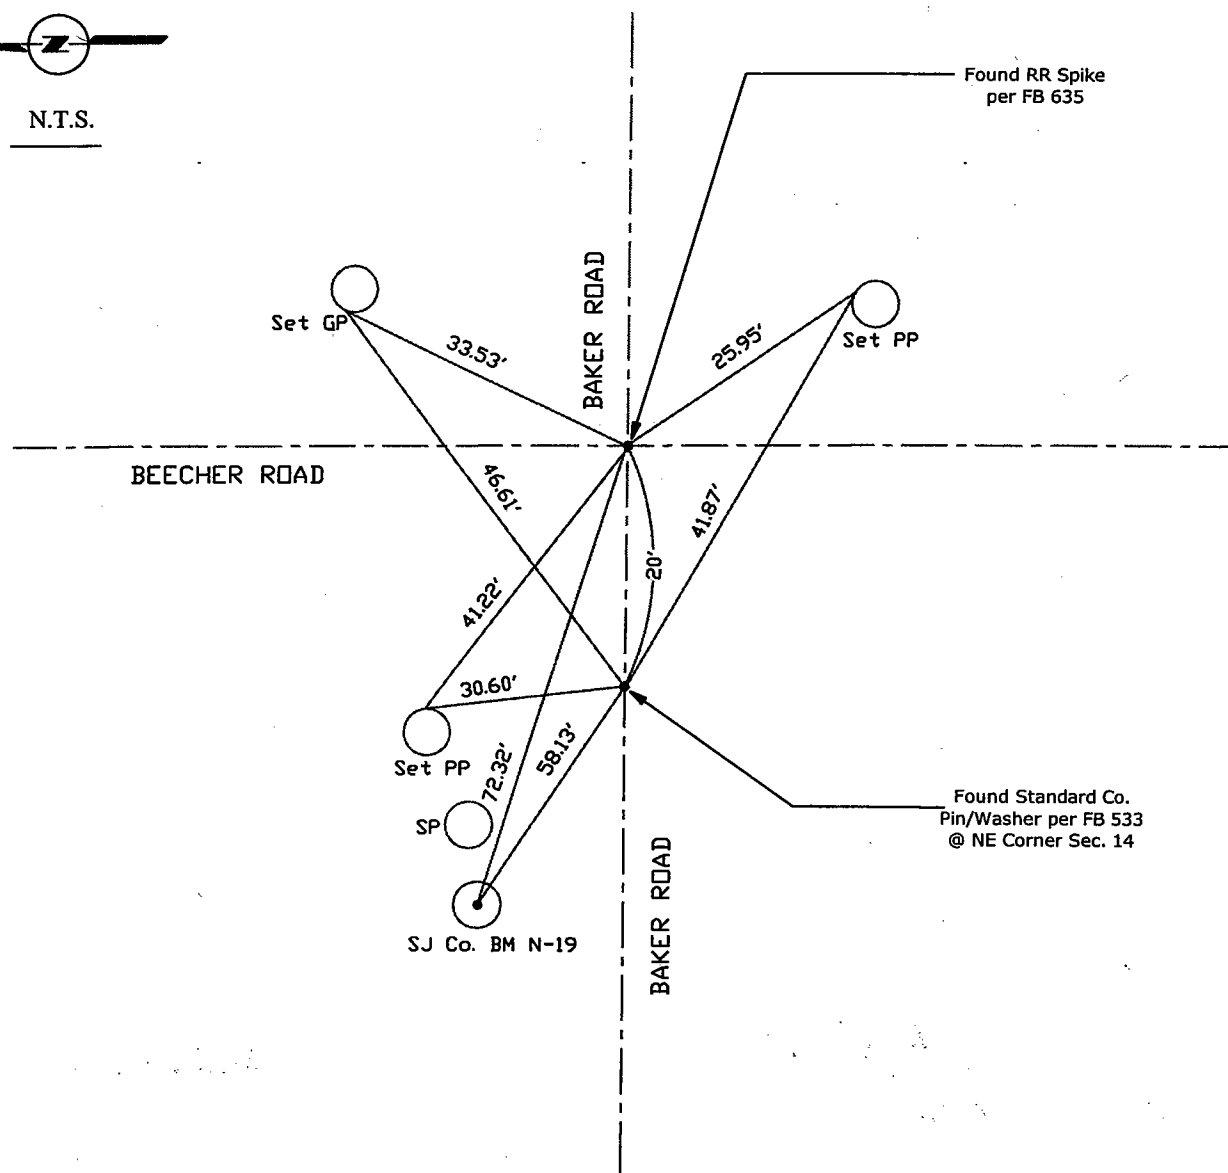 Z
N.T.S.
Found RR Spike
per FB 635
BAKER ROAD
Set GP
33.53'
25.95'
Set PP
BEECHER ROAD
46.61'
41.87'
20'
41.22'
30.60'
Set PP
72.32'
58.13'
SP
Found Standard Co.
Pin/Washer per FB 533
@ NE Corner Sec. 14
BAKER ROAD
SJ Co. BM N-19